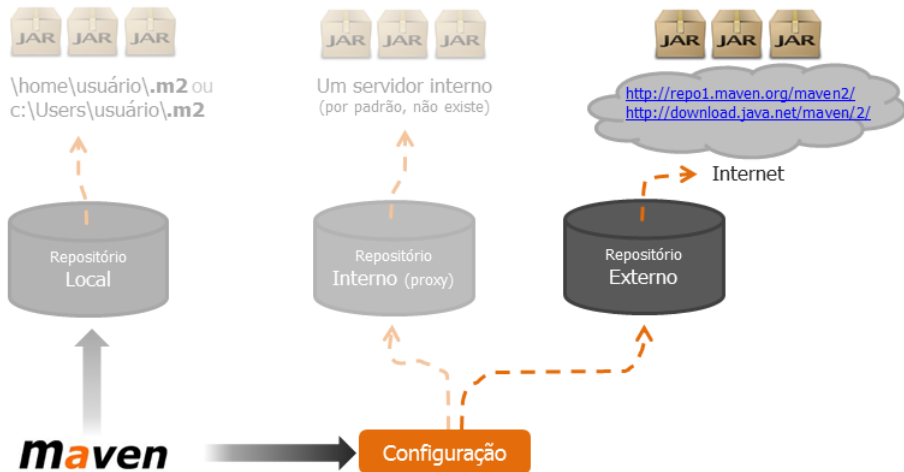 JAR JAR JAR
\home\usuário\.m2 ou
c:\Users\usuário\.m2
JAR JAR JAR
Um servidor interno
(por padrão, não existe)
JAR JAR JAR
http://repo1.maven.org/maven2/
http://download.java.net/maven/2/
Internet
Repositório
Local
Repositório
Interno (proxy)
Repositório
Externo
maven
Configuração